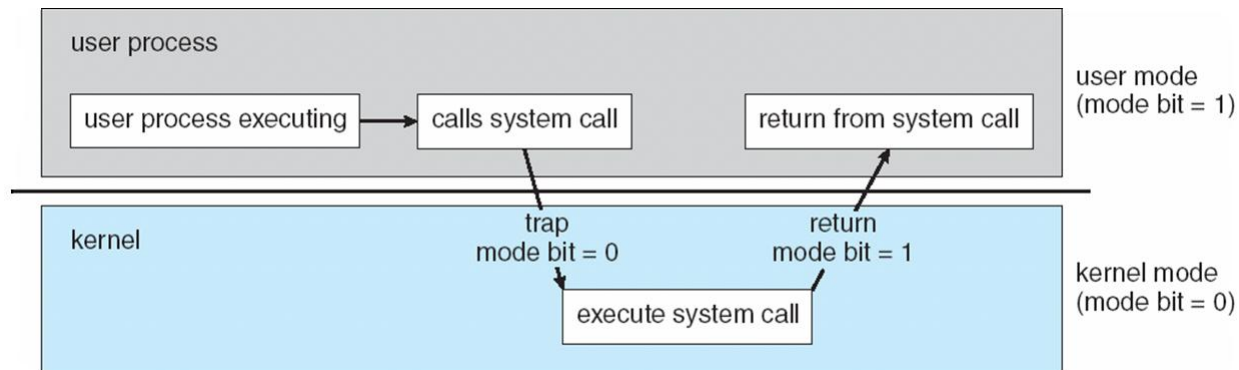 user process
user process executing
calls system call
return from system call
user mode
(mode bit = 1)
trap
mode bit = 0
return
mode bit = 1
kernel
execute system call
kernel mode
(mode bit = 0)